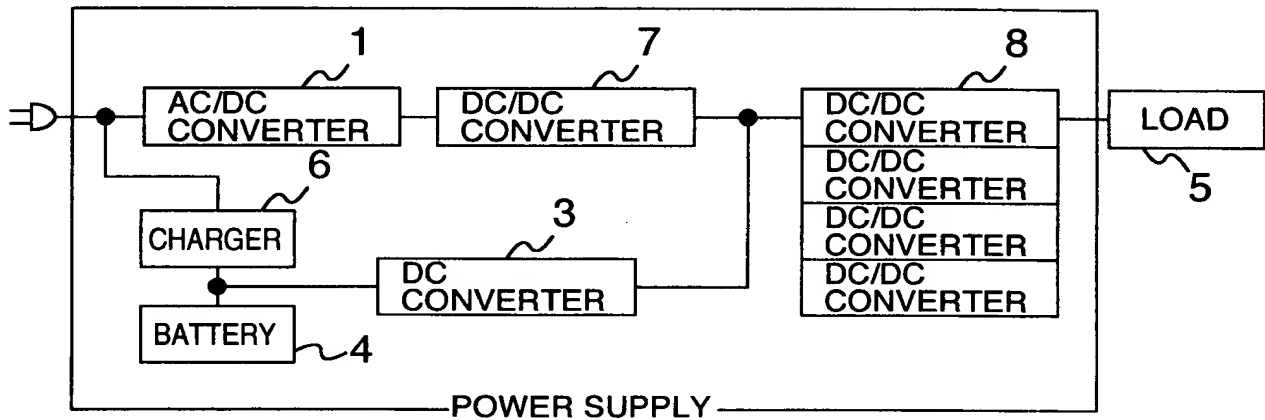 1
7
8
AC/DC
CONVERTER
DC/DC
CONVERTER
DC/DC
CONVERTER
LOAD
5
DC/DC
CONVERTER
DC/DC
CONVERTER
DC/DC
CONVERTER
6
CHARGER
3
DC
CONVERTER
BATTERY
4
POWER SUPPLY